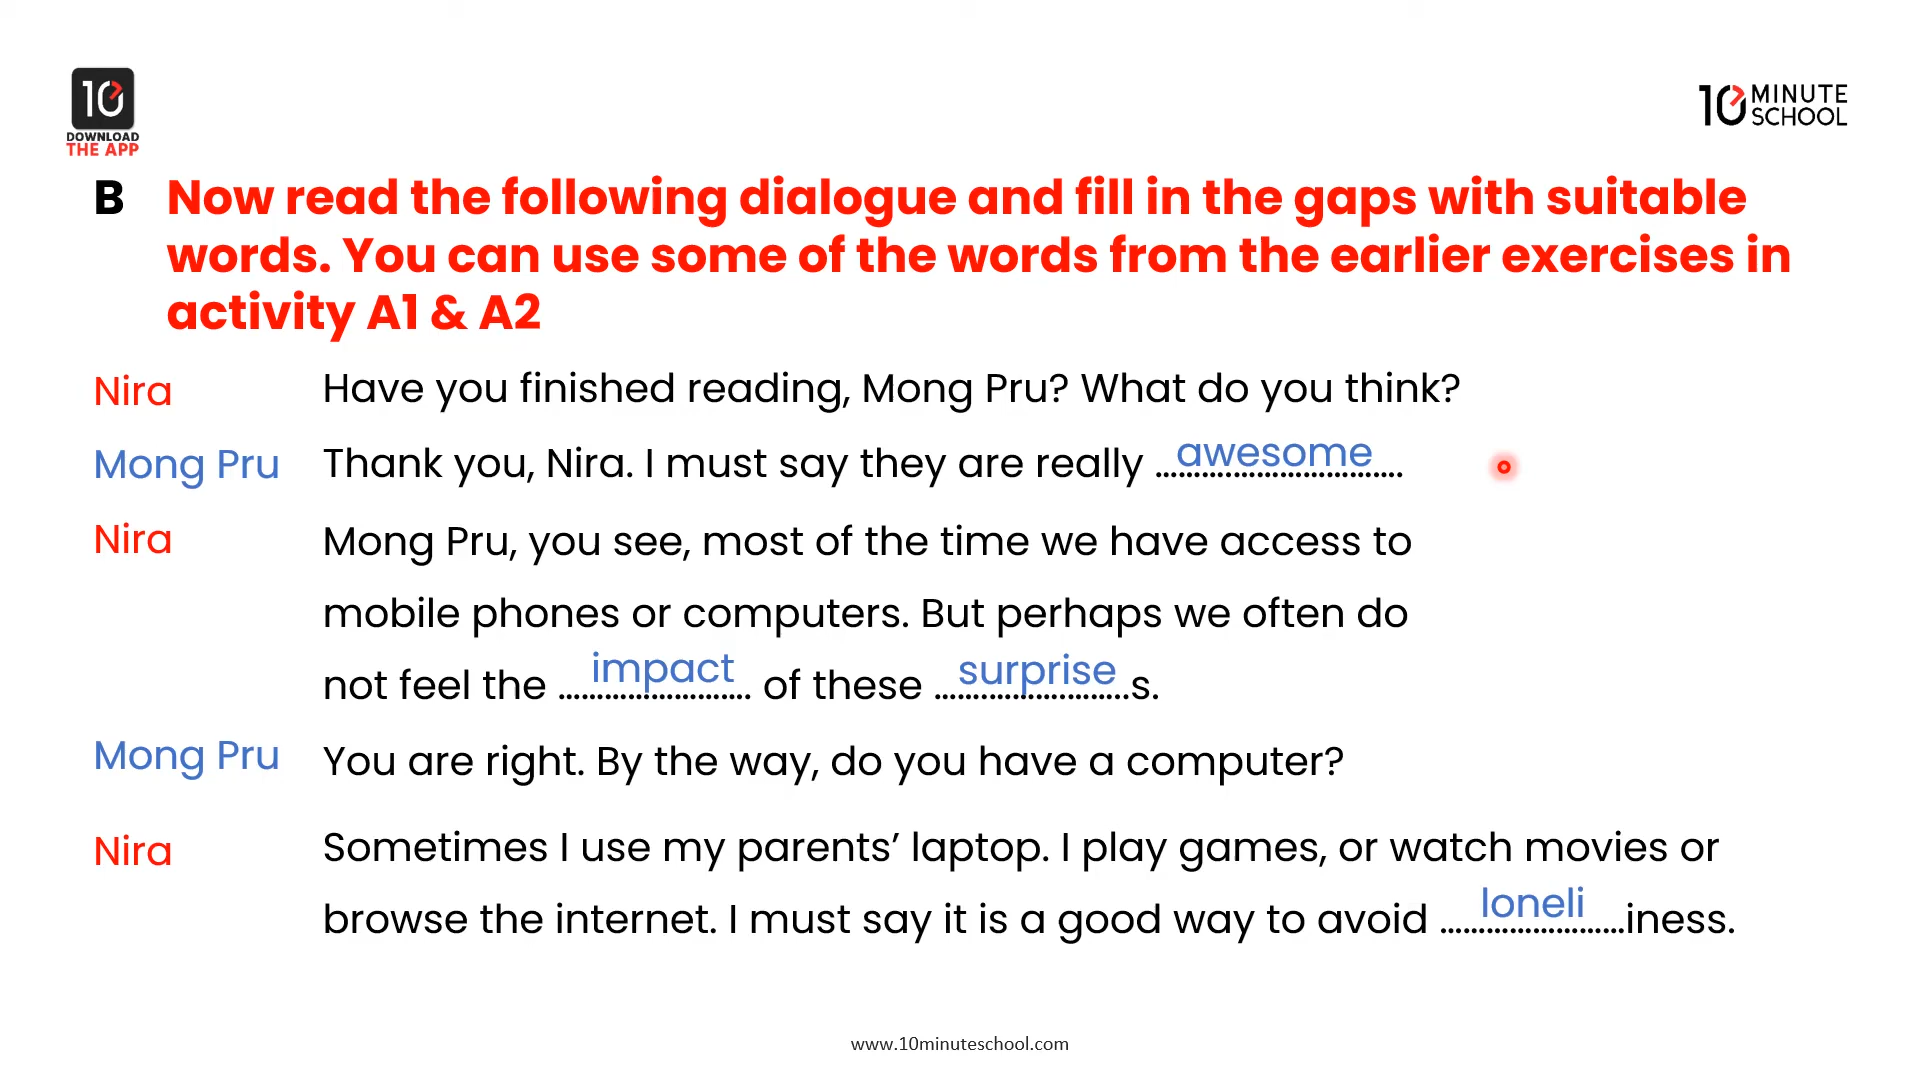 10
DOWNLOAD
THE APP
10 MINUTE
SCHOOL
B Now read the following dialogue and fill in the gaps with suitable
words. You can use some of the words from the earlier exercises in
activity A1 & A2
Nira Have you finished reading, Mong Pru? What do you think?
Mong Pru Thank you, Nira. I must say they are really ……awesome…….
Nira Mong Pru, you see, most of the time we have access to
mobile phones or computers. But perhaps we often do
not feel the ……impact……. of these ……surprise…….s.
Mong Pru You are right. By the way, do you have a computer?
Nira Sometimes I use my parents’ laptop. I play games, or watch movies or
browse the internet. I must say it is a good way to avoid ……loneli……iness.
www.10minuteschool.com